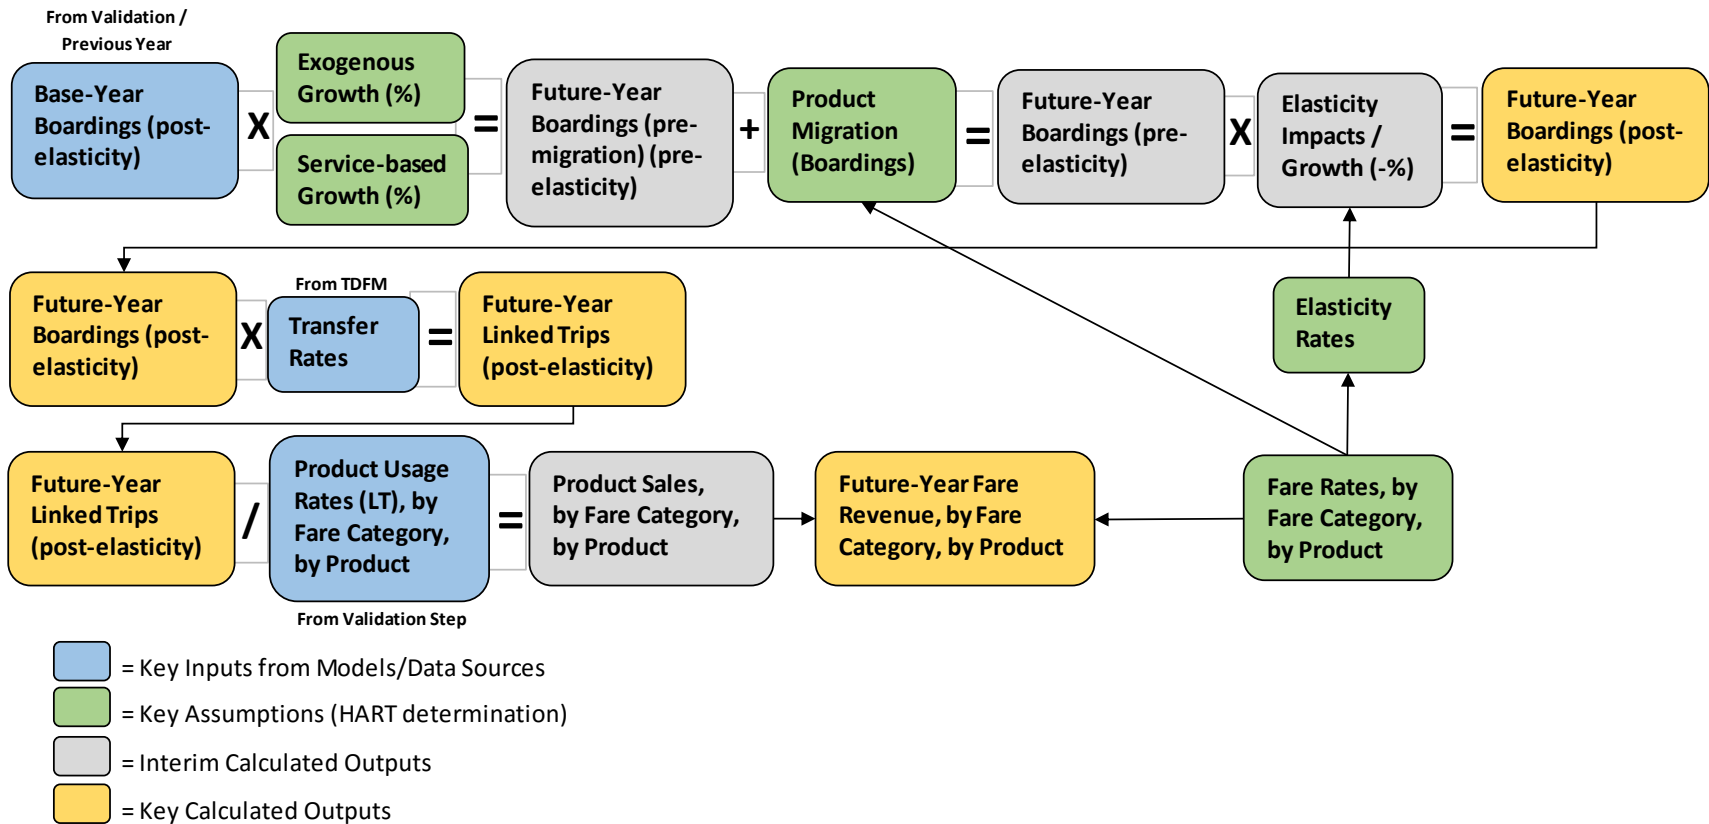 From Validation /
Previous Year
Base-Year
Boardings (post-
elasticity)
X
Exogenous
Growth (%)
Service-based
Growth (%)
=
Future-Year
Boardings (pre-
migration) (pre-
elasticity)
+
Product
Migration
(Boardings)
=
Future-Year
Boardings (pre-
elasticity)
X
Elasticity
Impacts /
Growth (-%)
=
Future-Year
Boardings (post-
elasticity)
Future-Year
Boardings (post-
elasticity)
X
From TDFM
Transfer
Rates
=
Future-Year
Linked Trips
(post-elasticity)
Elasticity
Rates
Future-Year
Linked Trips
(post-elasticity)
/
Product Usage
Rates (LT), by
Fare Category,
by Product
From Validation Step
=
Product Sales,
by Fare Category,
by Product
Future-Year Fare
Revenue, by Fare
Category, by Product
Fare Rates, by
Fare Category,
by Product
= Key Inputs from Models/Data Sources
= Key Assumptions (HART determination)
= Interim Calculated Outputs
= Key Calculated Outputs